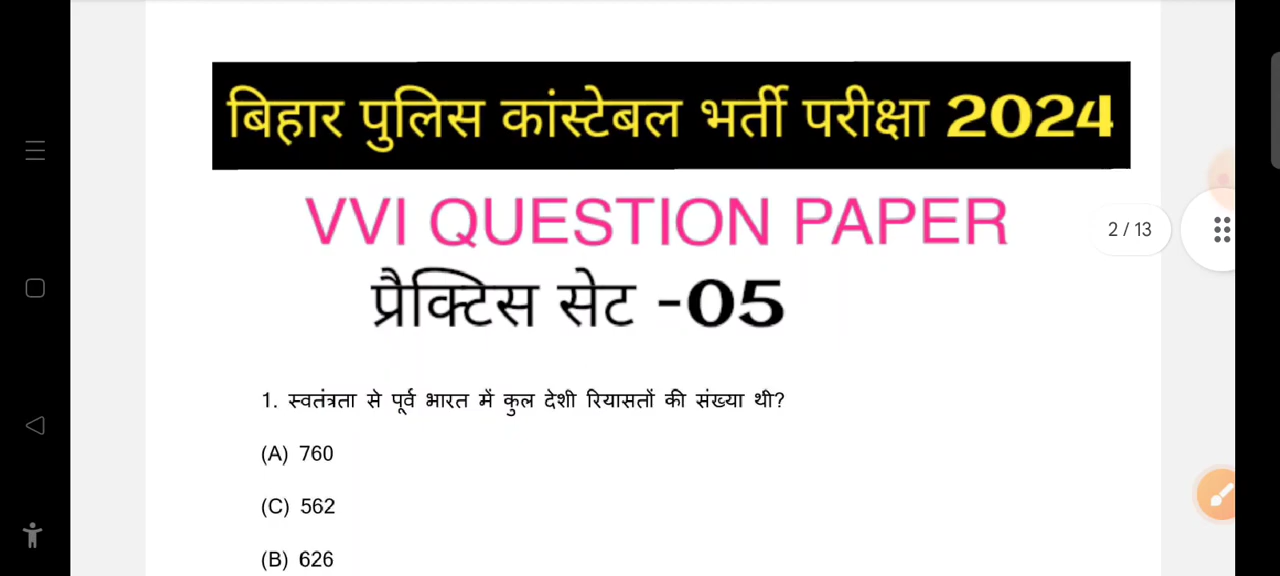 बिहार पुलिस कांस्टेबल भर्ती परीक्षा 2024
VVI QUESTION PAPER
2 / 13
प्रैक्टिस सेट -05
1. स्वतंत्रता से पूर्व भारत में कुल देशी रियासतों की संख्या थी?
(A) 760
(C) 562
(B) 626